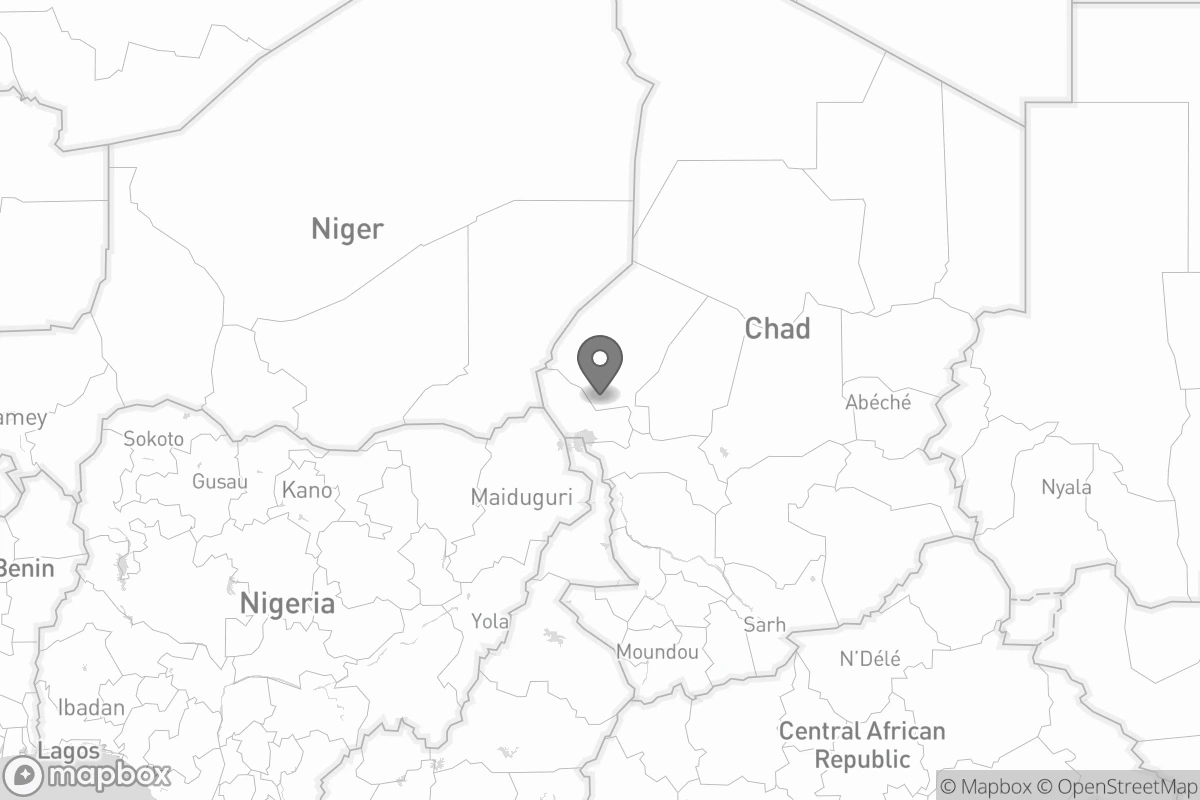 Niger
Chad
Abéché
amey
Sokoto
Gusau
Kano
Maiduguri
Nyala
Benin
Nigeria
Yola
Sarh
Moundou
N'Délé
Ibadan
Central African
Republic
Lagos
mapbox
© Mapbox © OpenStreetMap